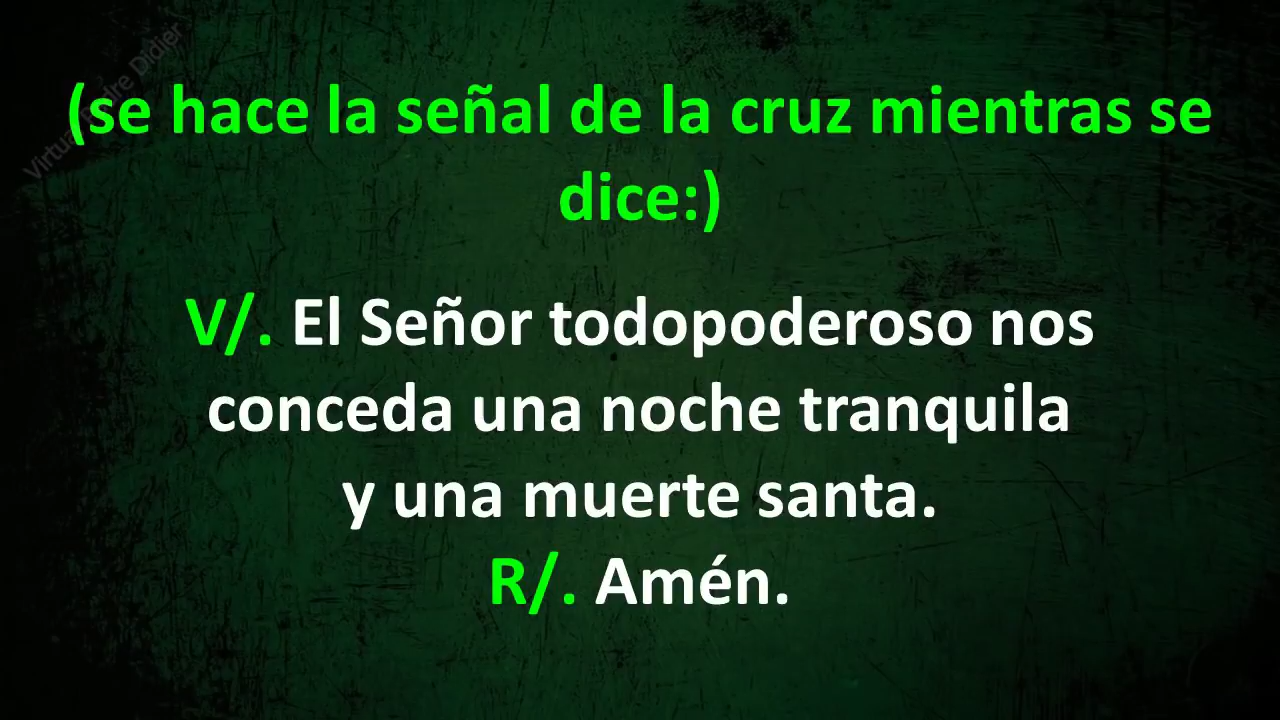 (se hace la señal de la cruz mientras se
dice:)
V/. El Señor todopoderoso nos
conceda una noche tranquila
y una muerte santa.
R/. Amén.